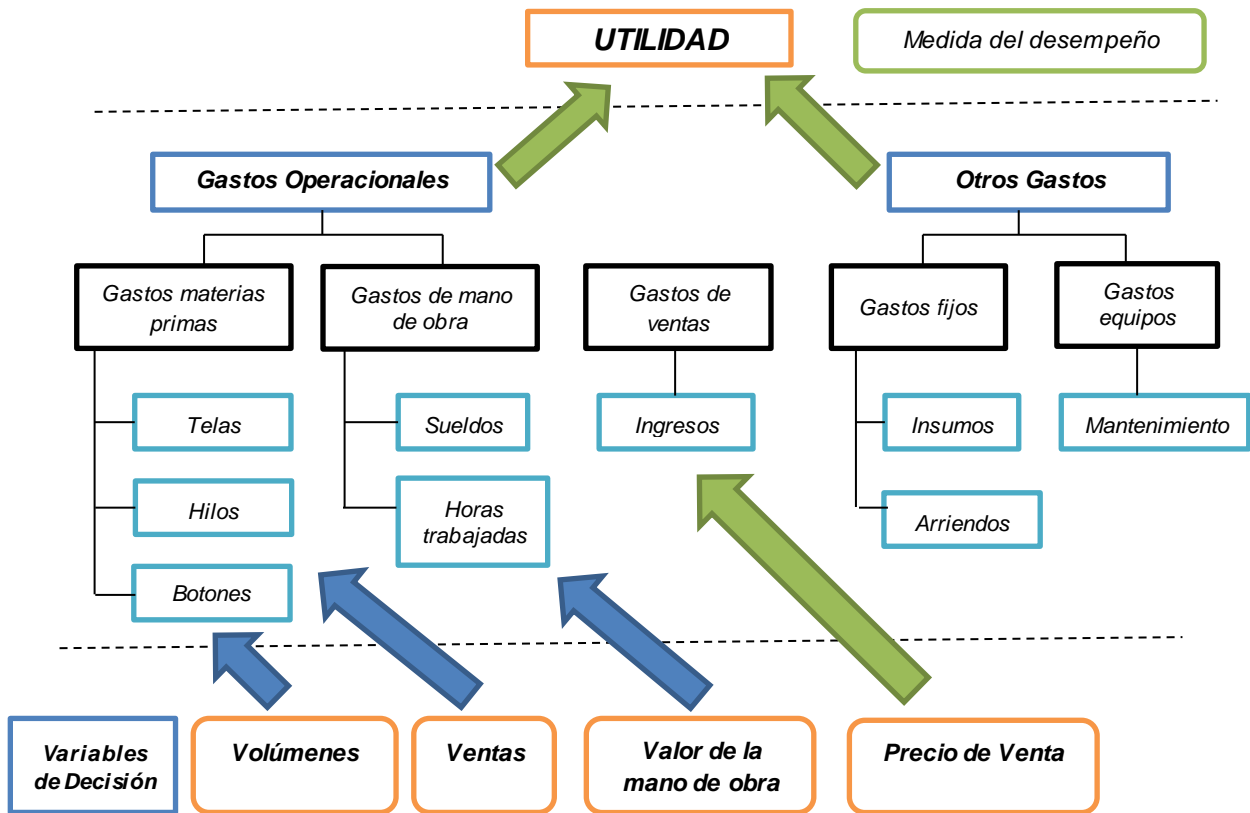 UTILIDAD
Medida del desempeño
Gastos Operacionales
Otros Gastos
Gastos materias
primas
Gastos de mano
de obra
Gastos de
ventas
Gastos fijos
Gastos
equipos
Telas
Sueldos
Ingresos
Insumos
Mantenimiento
Hilos
Horas
trabajadas
Arriendos
Botones
Variables
de Decisión
Volúmenes
Ventas
Valor de la
mano de obra
Precio de Venta